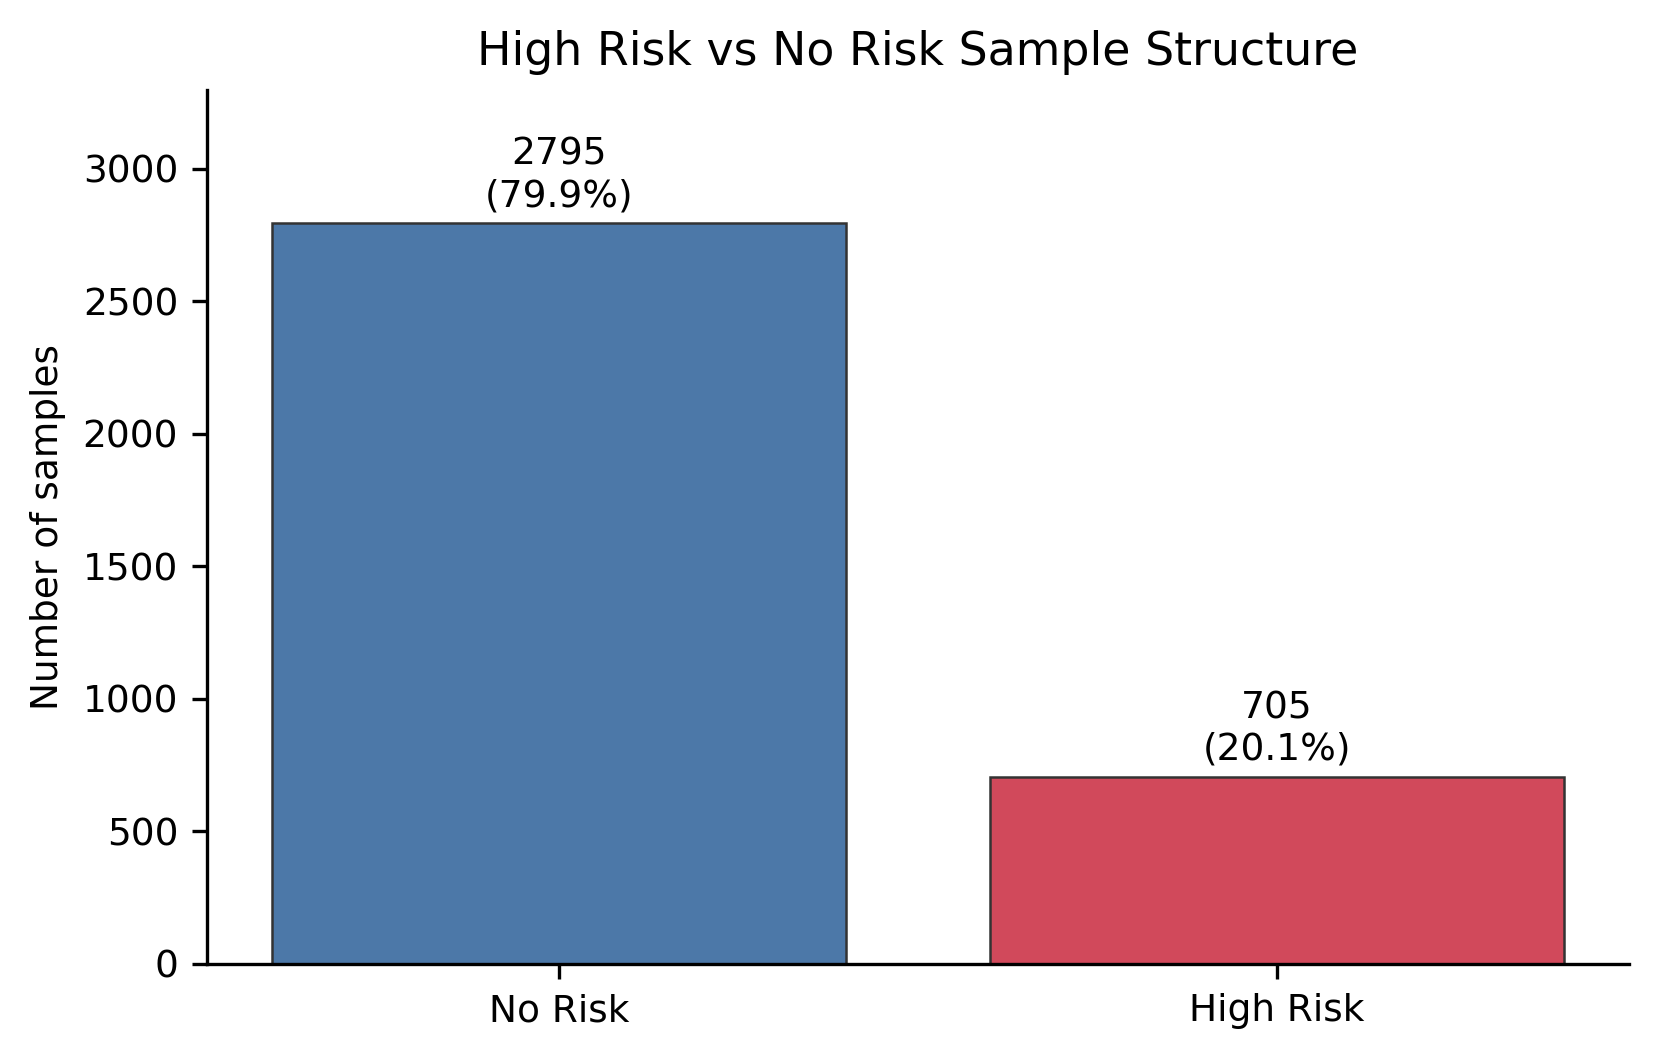 High Risk vs No Risk Sample Structure
Number of samples
3000
2500
2000
1500
1000
500
0
2795
(79.9%)
705
(20.1%)
No Risk
High Risk